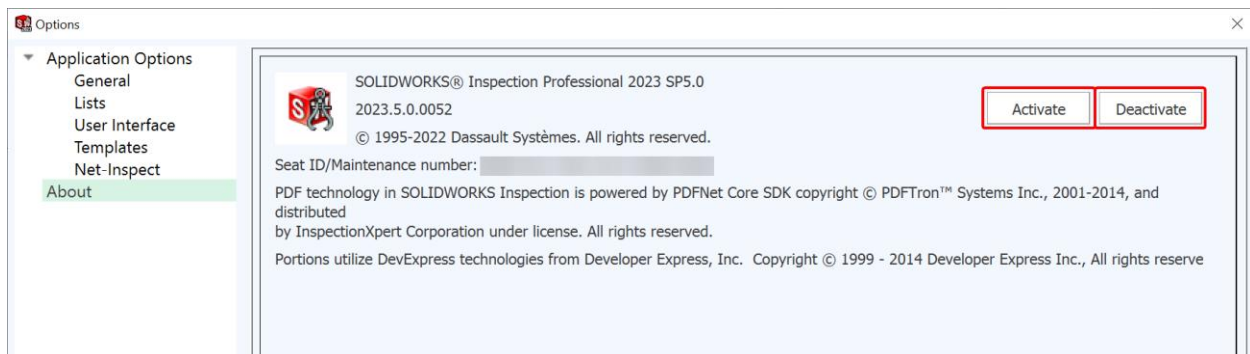 Options
Application Options
General
Lists
User Interface
Templates
Net-Inspect
About
SOLIDWORKS® Inspection Professional 2023 SP5.0
2023.5.0.0052
© 1995-2022 Dassault Systèmes. All rights reserved.
Activate
Deactivate
Seat ID/Maintenance number:
PDF technology in SOLIDWORKS Inspection is powered by PDFNet Core SDK copyright © PDFTron™ Systems Inc., 2001-2014, and
distributed
by InspectionXpert Corporation under license. All rights reserved.
Portions utilize DevExpress technologies from Developer Express, Inc. Copyright © 1999 - 2014 Developer Express Inc., All rights reserve